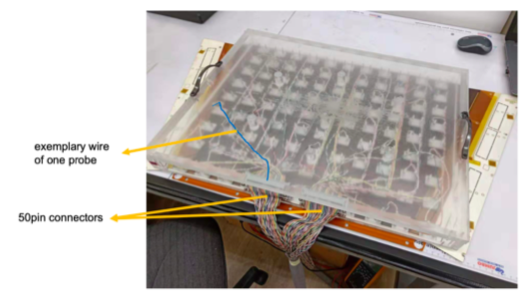 exemplary wire
of one probe
50pin connectors